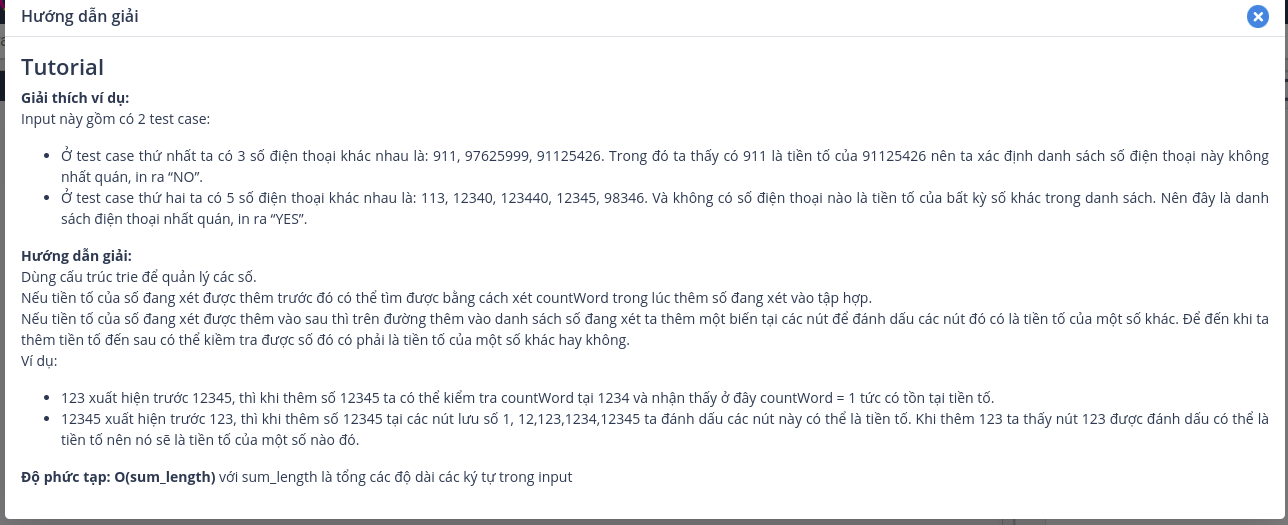 Hướng dẫn giải
Tutorial
Giải thích ví dụ:
Input này gồm có 2 test case:
Ở test case thứ nhất ta có 3 số điện thoại khác nhau là: 911, 97625999, 91125426. Trong đó ta thấy có 911 là tiền tố của 91125426 nên ta xác định danh sách số điện thoại này không
nhất quán, in ra “NO”.
Ở test case thứ hai ta có 5 số điện thoại khác nhau là: 113, 12340, 123440, 12345, 98346. Và không có số điện thoại nào là tiền tố của bất kỳ số khác trong danh sách. Nên đây là danh
sách điện thoại nhất quán, in ra “YES”.
Hướng dẫn giải:
Dùng cấu trúc trie để quản lý các số.
Nếu tiền tố của số đang xét được thêm trước đó có thể tìm được bằng cách xét countWord trong lúc thêm số đang xét vào tập hợp.
Nếu tiền tố của số đang xét được thêm vào sau thì trên đường thêm vào danh sách số đang xét ta thêm một biến tại các nút để đánh dấu các nút đó có là tiền tố của một số khác. Để đến khi ta
thêm tiền tố đến sau có thể kiềm tra được số đó có phải là tiền tố của một số khác hay không.
Ví dụ:
123 xuất hiện trước 12345, thì khi thêm số 12345 ta có thể kiểm tra countWord tại 1234 và nhận thấy ở đây countWord = 1 tức có tồn tại tiền tố.
12345 xuất hiện trước 123, thì khi thêm số 12345 tại các nút lưu số 1, 12,123,1234,12345 ta đánh dấu các nút này có thể là tiền tố. Khi thêm 123 ta thấy nút 123 được đánh dấu có thể là
tiền tố nên nó sẽ là tiền tố của một số nào đó.
Độ phức tạp: O(sum_length) với sum_length là tổng các độ dài các ký tự trong input